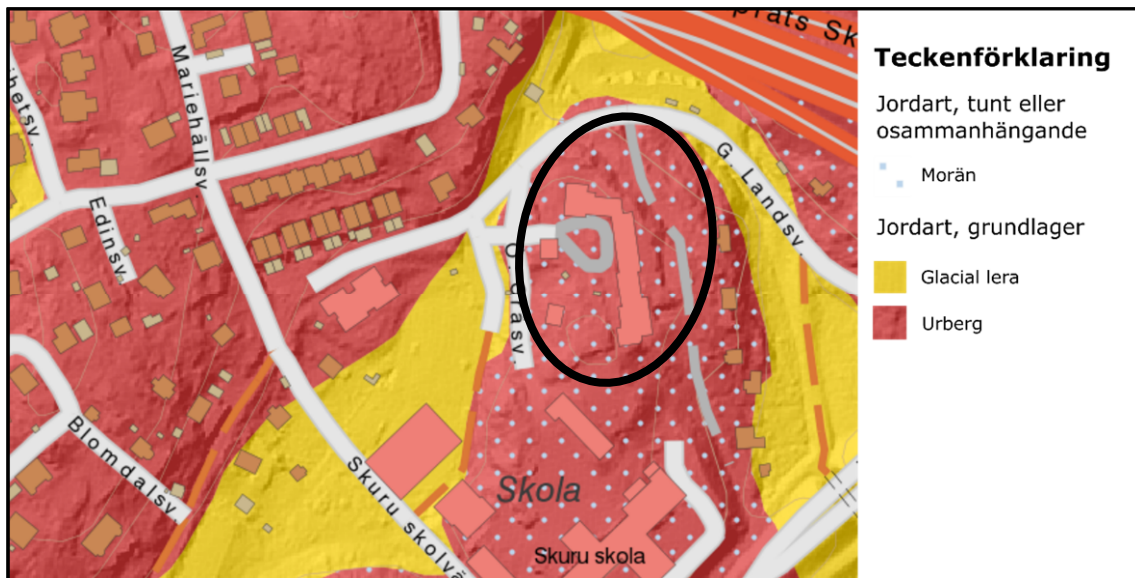 Mariehällsv
Edinsv.
Blomdalsv.
Skuru skolvä
G. Landsv.
Skola
Skuru skola
Teckenförklaring
Jordart, tunt eller
osammanhängande
Morän
Jordart, grundlager
Glacial lera
Urberg